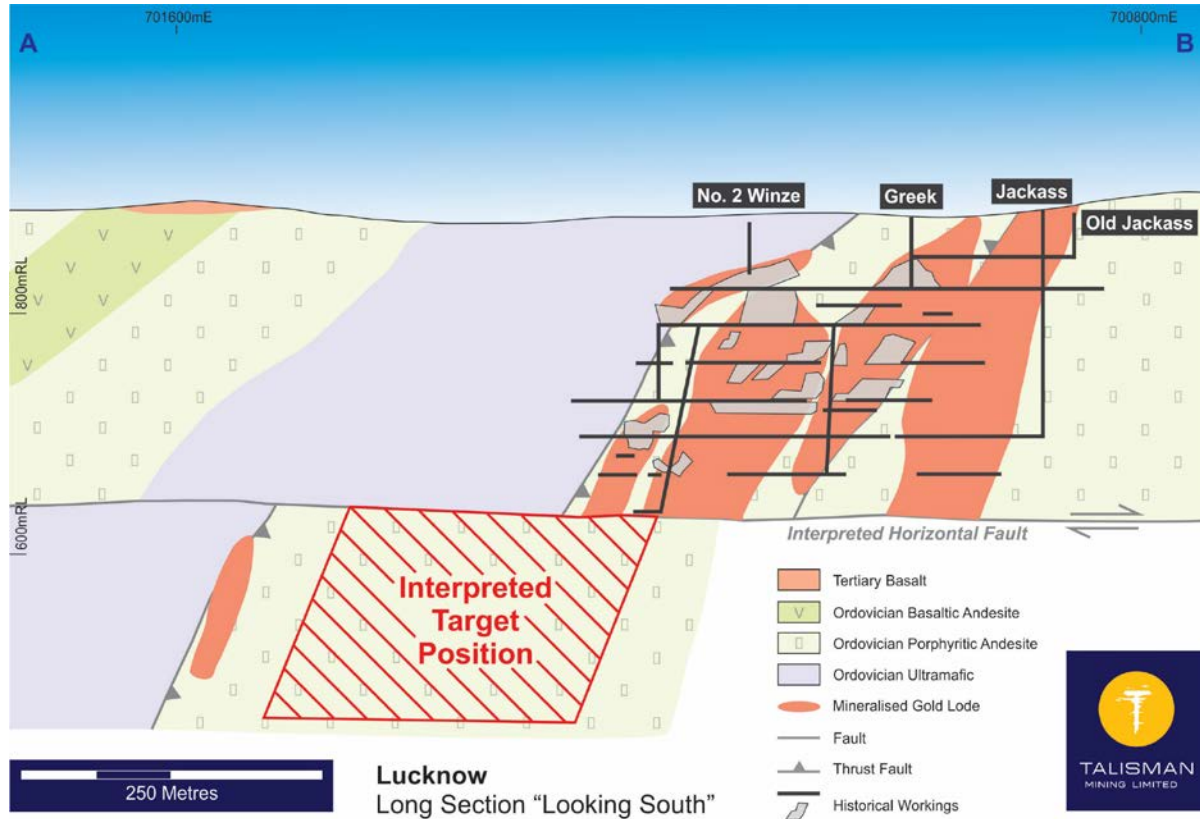 701600mE
700800mE
A
B
No. 2 Winze
Greek
Jackass
Old Jackass
800mRL
600mRL
Interpreted Horizontal Fault
Interpreted
Target
Position
Tertiary Basalt
V
Ordovician Basaltic Andesite
Ordovician Porphyritic Andesite
Ordovician Ultramafic
Mineralised Gold Lode
Fault
Thrust Fault
Historical Workings
250 Metres
Lucknow
Long Section “Looking South”
TALISMAN
MINING LIMITED